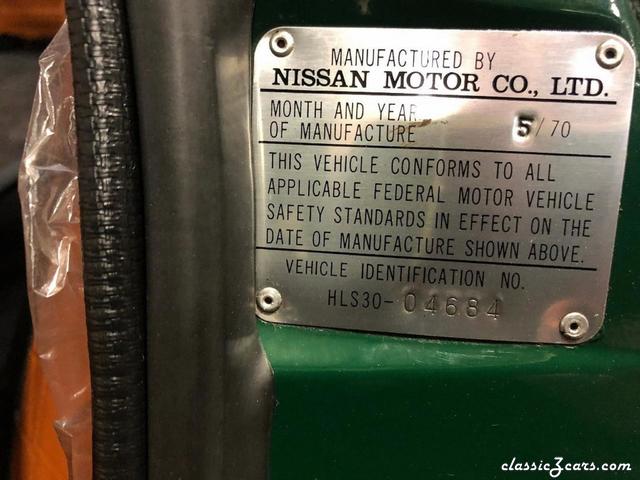 MANUFACTURED BY
NISSAN MOTOR CO., LTD.
MONTH AND YEAR
OF MANUFACTURE 5/70
THIS VEHICLE CONFORMS TO ALL
APPLICABLE FEDERAL MOTOR VEHICLE
SAFETY STANDARDS IN EFFECT ON THE
DATE OF MANUFACTURE SHOWN ABOVE.
VEHICLE IDENTIFICATION NO.
HLS30-04684
classicZcars.com